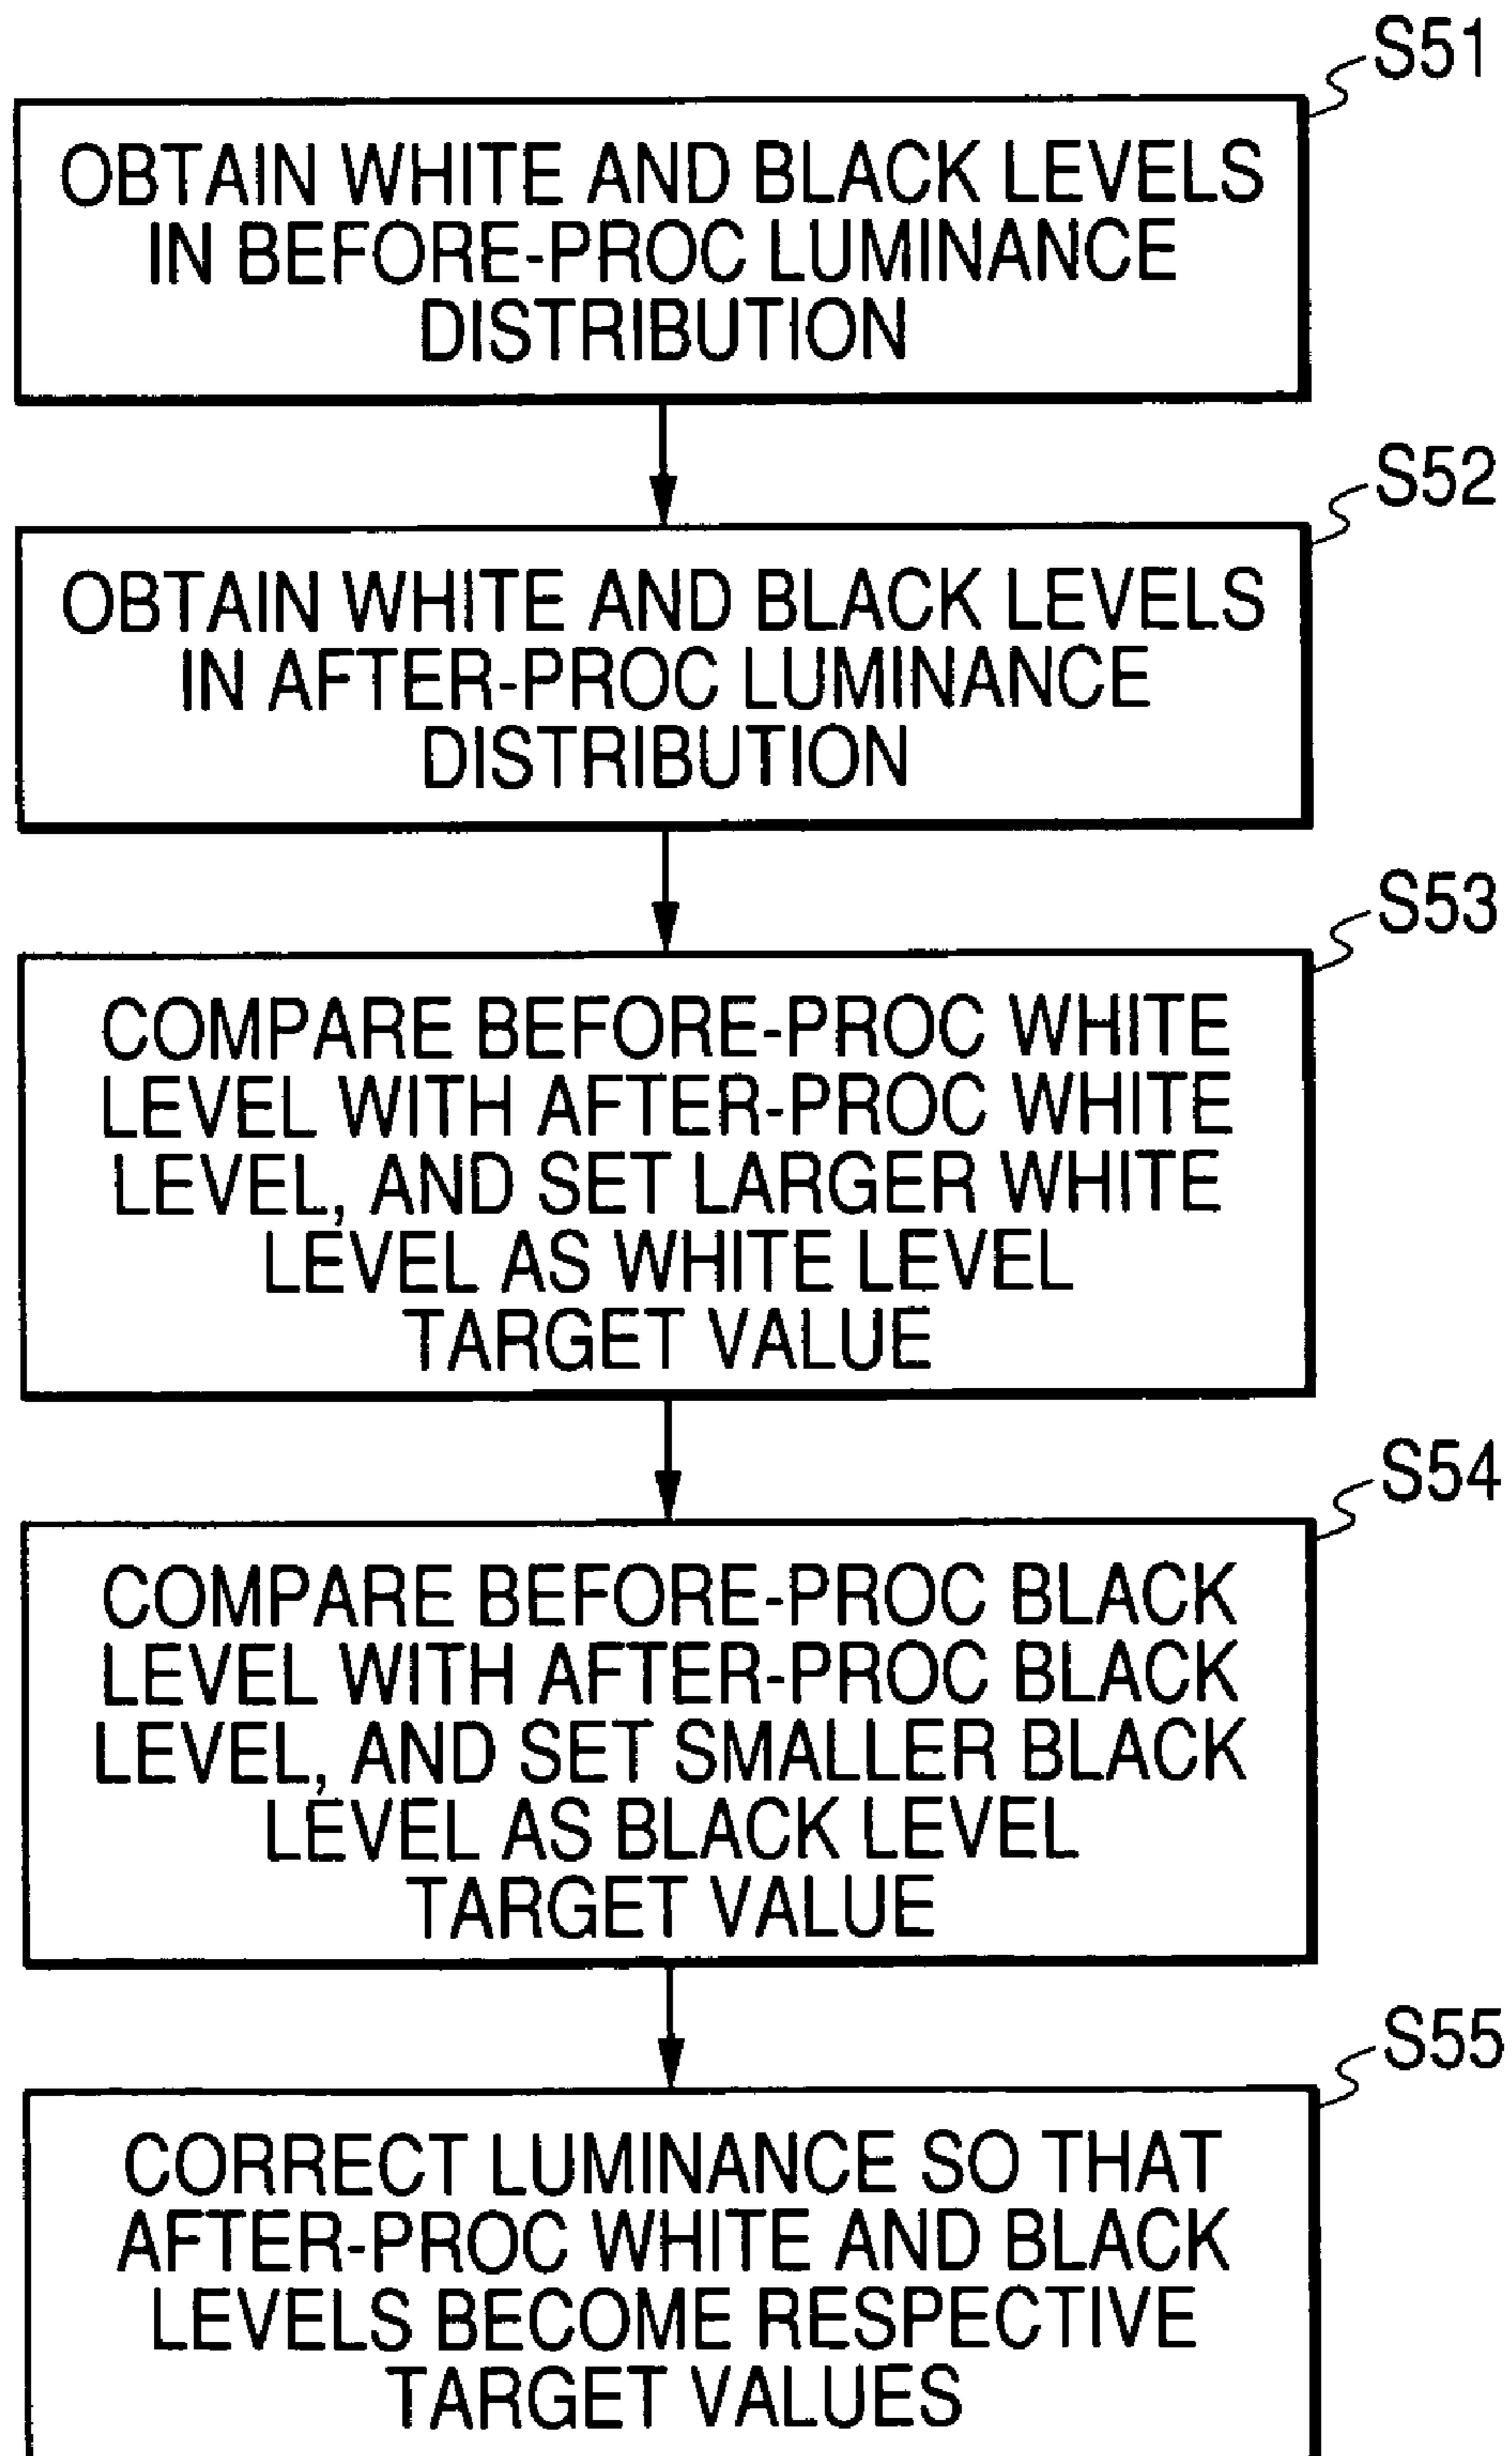 S51
OBTAIN WHITE AND BLACK LEVELS
IN BEFORE-PROC LUMINANCE
DISTRIBUTION
S52
OBTAIN WHITE AND BLACK LEVELS
IN AFTER-PROC LUMINANCE
DISTRIBUTION
S53
COMPARE BEFORE-PROC WHITE
LEVEL WITH AFTER-PROC WHITE
LEVEL, AND SET LARGER WHITE
LEVEL AS WHITE LEVEL
TARGET VALUE
S54
COMPARE BEFORE-PROC BLACK
LEVEL WITH AFTER-PROC BLACK
LEVEL, AND SET SMALLER BLACK
LEVEL AS BLACK LEVEL
TARGET VALUE
S55
CORRECT LUMINANCE SO THAT
AFTER-PROC WHITE AND BLACK
LEVELS BECOME RESPECTIVE
TARGET VALUES